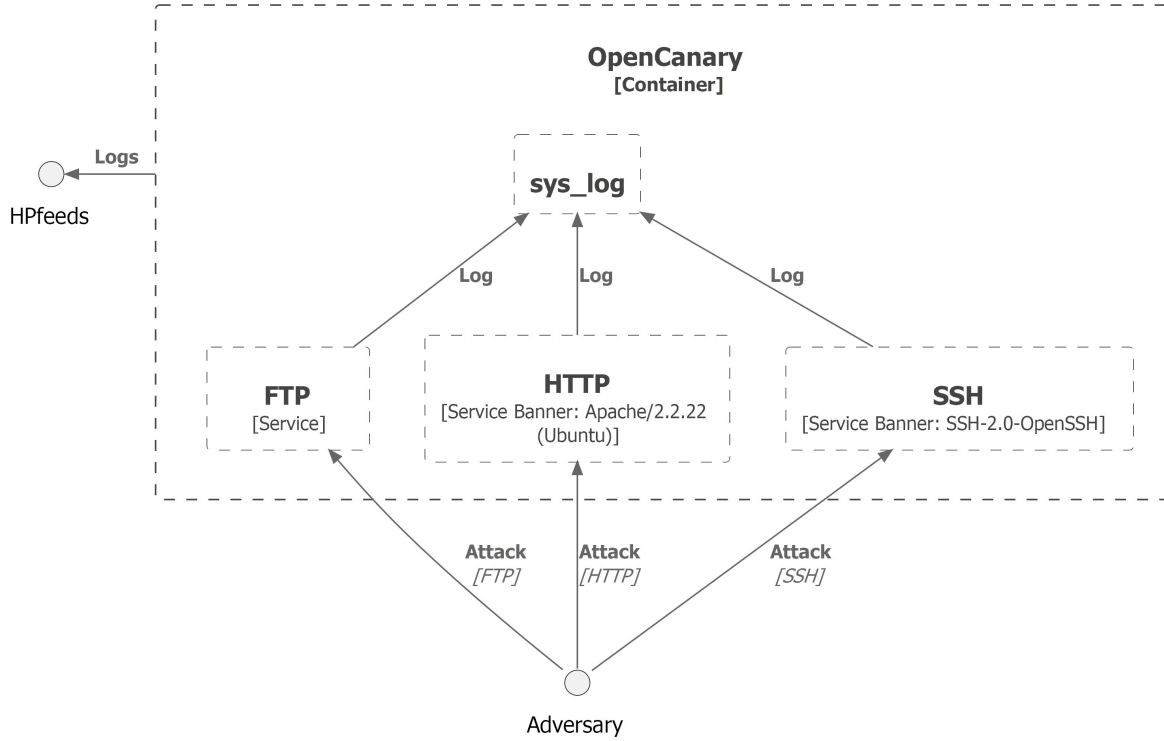 OpenCanary
[Container]
Logs
HPfeeds
sys_log
Log
Log
Log
FTP
[Service]
HTTP
[Service Banner: Apache/2.2.22
(Ubuntu)]
SSH
[Service Banner: SSH-2.0-OpenSSH]
Attack
[FTP]
Attack
[HTTP]
Attack
[SSH]
Adversary